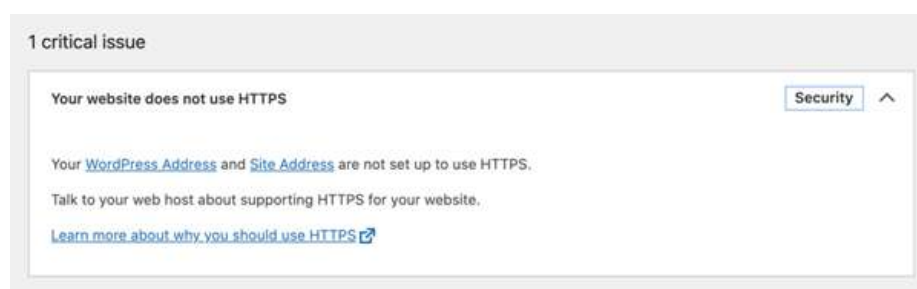 1 critical issue
Your website does not use HTTPS Security
Your WordPress Address and Site Address are not set up to use HTTPS.
Talk to your web host about supporting HTTPS for your website.
Learn more about why you should use HTTPS